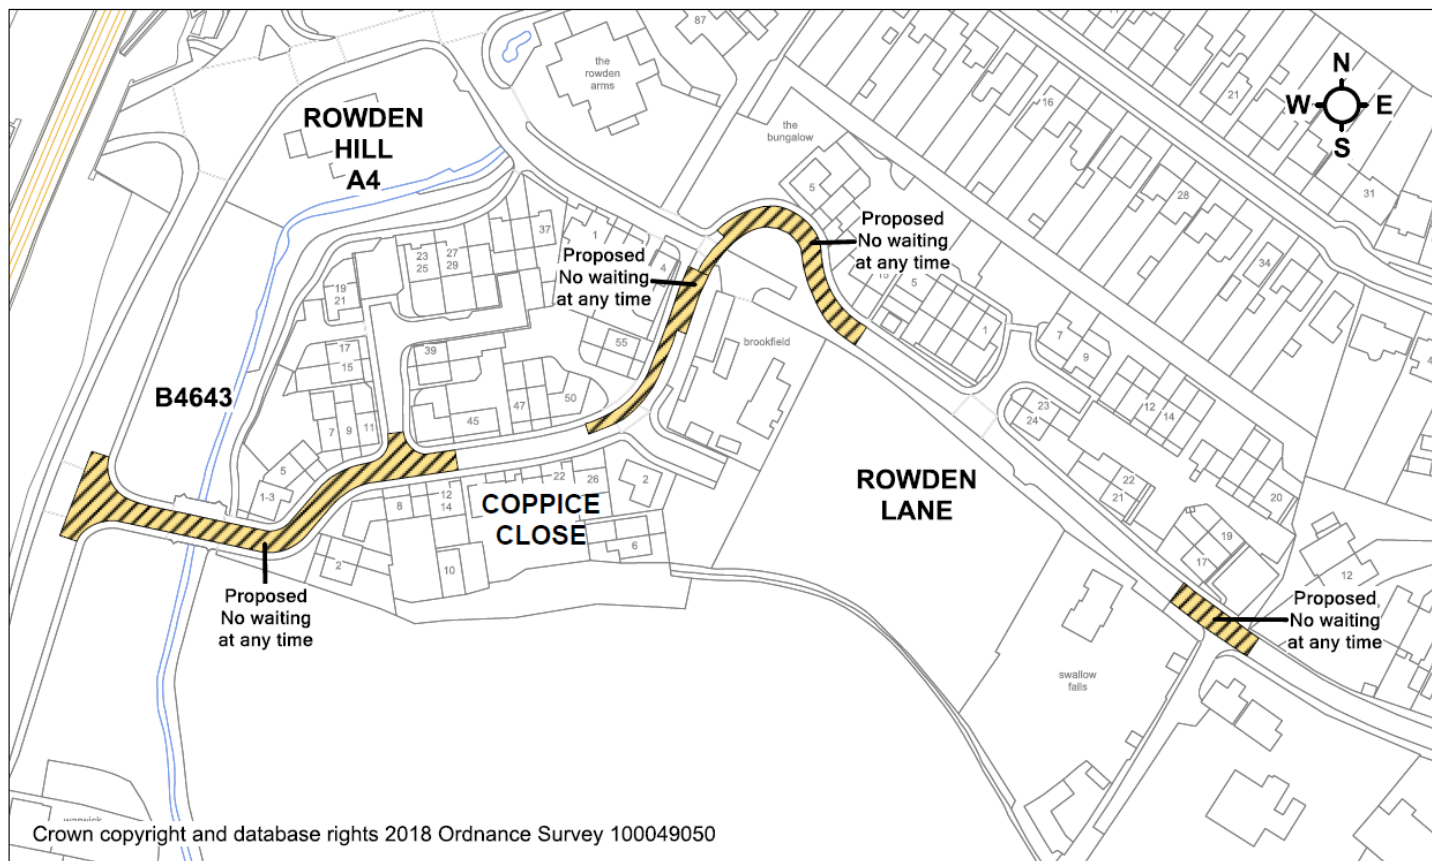 87
the
rowden
arms
N
W
E
S
21
16
ROWDEN
HILL
A4
the
bungalow
5
28
31
37
1
Proposed
No waiting
at any time
23
25
27
29
Proposed
No waiting
at any time
4
34
19
21
15
5
1
7
9
17
15
39
55
brookfield
B4643
50
47
45
7
9
11
23
24
12
14
5
1-3
22
26
2
8
12
14
COPPICE
CLOSE
ROWDEN
LANE
22
21
20
19
17
6
2
10
12
Proposed
No waiting
at any time
Proposed
No waiting
at any time
swallow
falls
Crown copyright and database rights 2018 Ordnance Survey 100049050